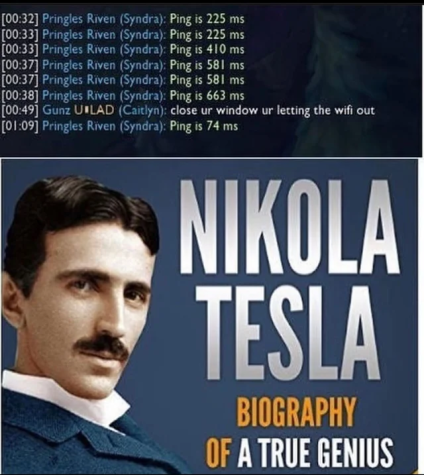 [00:32] Pringles Riven (Syndra): Ping is 225 ms
[00:33] Pringles Riven (Syndra): Ping is 225 ms
[00:33] Pringles Riven (Syndra): Ping is 410 ms
[00:37] Pringles Riven (Syndra): Ping is 581 ms
[00:37] Pringles Riven (Syndra): Ping is 581 ms
[00:38] Pringles Riven (Syndra): Ping is 663 ms
[00:49] Gunz U▮LAD (Caitlyn): close ur window ur letting the wifi out
[01:09] Pringles Riven (Syndra): Ping is 74 ms
NIKOLA
TESLA
BIOGRAPHY
OF A TRUE GENIUS